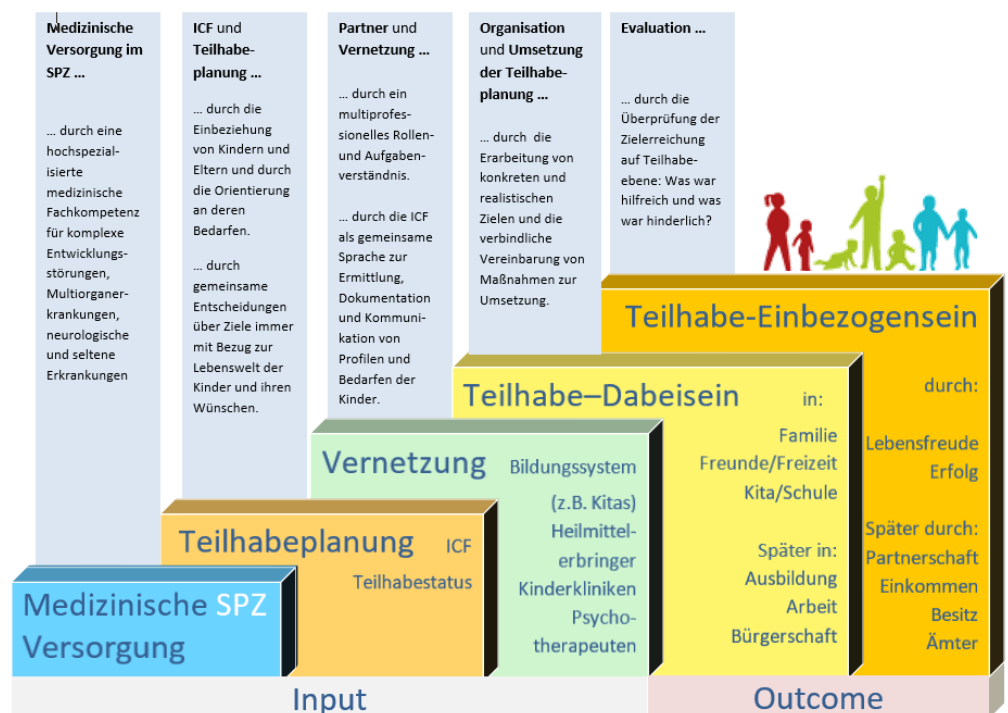 Medizinische
Versorgung im
SPZ ...
... durch eine
hochspezial-
isierte
medizinische
Fachkompetenz
für komplexe
Entwicklungs-
störungen,
Multiorganer-
krankungen,
neurologische
und seltene
Erkrankungen
ICF und
Teilhabe-
planung ...
... durch die
Einbeziehung
von Kindern und
Eltern und durch
die Orientierung
an deren
Bedarfen.
... durch
gemeinsame
Entscheidungen
über Ziele immer
mit Bezug zur
Lebenswelt der
Kinder und ihren
Wünschen.
Partner und
Vernetzung ...
... durch ein
multiprofes-
sionelles Rollen-
und Aufgaben-
verständnis.
... durch die ICF
als gemeinsame
Sprache zur
Ermittlung,
Dokumentation
und Kommuni-
kation von
Profilen und
Bedarfen der
Kinder.
Organisation
und Umsetzung
der Teilhabe-
planung ...
... durch die
Erarbeitung von
konkreten und
realistischen
Zielen und die
verbindliche
Vereinbarung von
Maßnahmen zur
Umsetzung.
Evaluation ...
... durch die
Überprüfung der
Zielerreichung
auf Teilhabe-
ebene: Was war
hilfreich und was
war hinderlich?
Medizinische SPZ
Versorgung
Teilhabeplanung ICF
Teilhabestatus
Vernetzung Bildungssystem
(z.B. Kitas)
Heilmittel-
erbringer
Kinderkliniken
Psycho-
therapeuten
Teilhabe–Dabeisein in:
Familie
Freunde/Freizeit
Kita/Schule
Später in:
Ausbildung
Arbeit
Bürgerschaft
Teilhabe-Einbezogensein
durch:
Lebensfreude
Erfolg
Später durch:
Partnerschaft
Einkommen
Besitz
Ämter
Input
Outcome